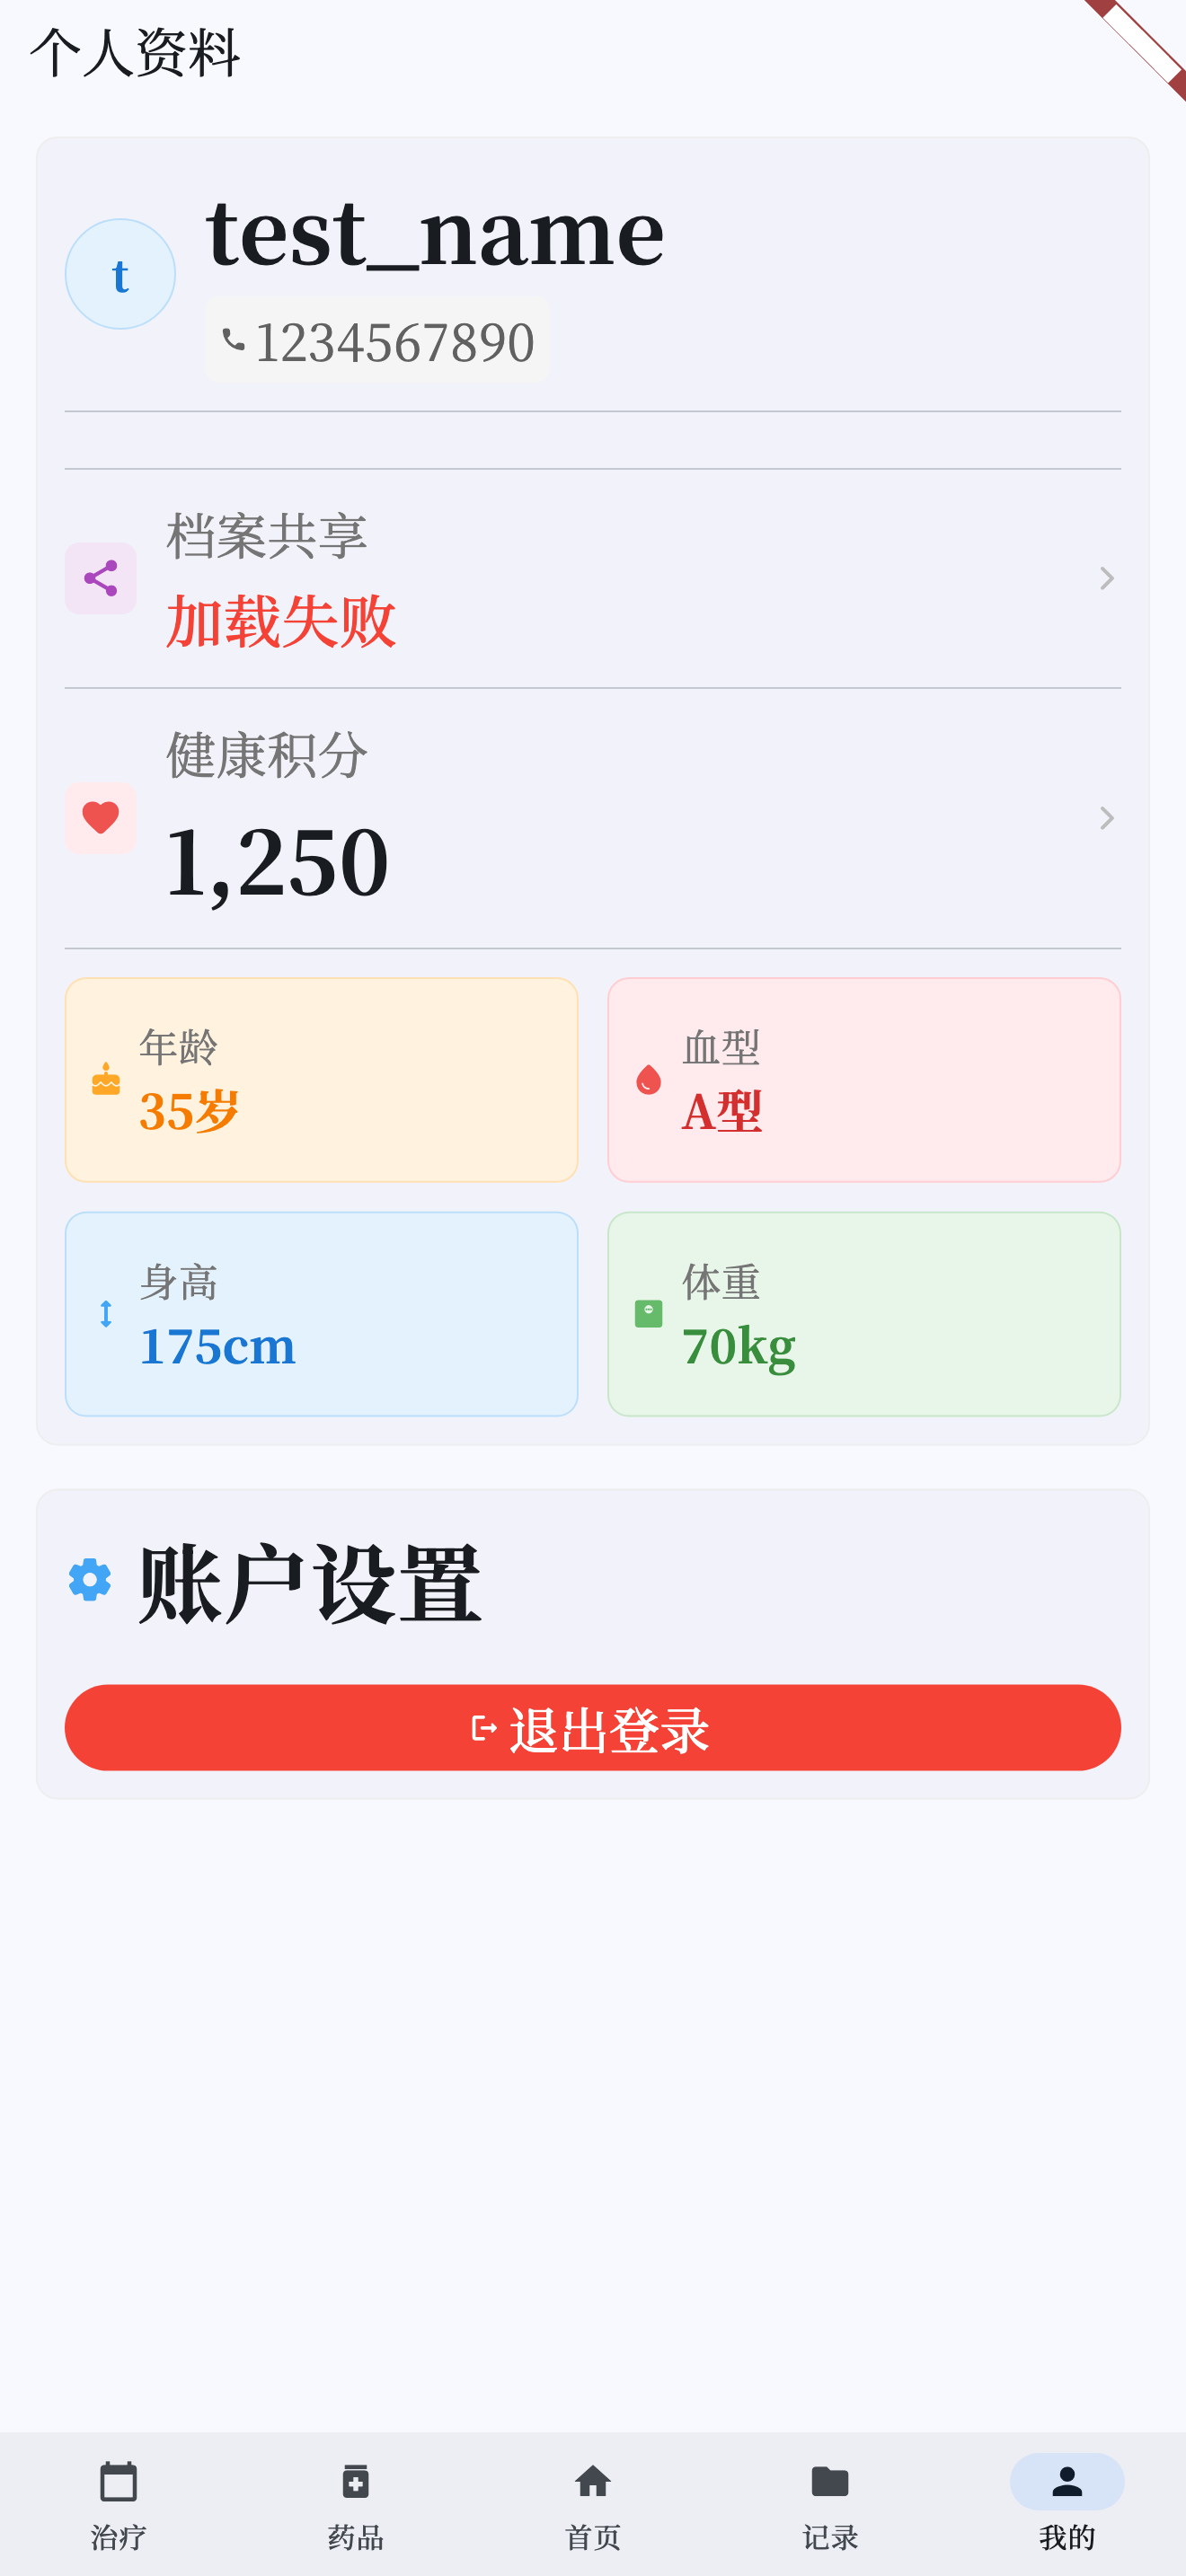 个人资料
t
test_name
1234567890
档案共享
加载失败
健康积分
1,250
年龄
35岁
血型
A型
身高
175cm
体重
70kg
账户设置
退出登录
治疗
药品
首页
记录
我的